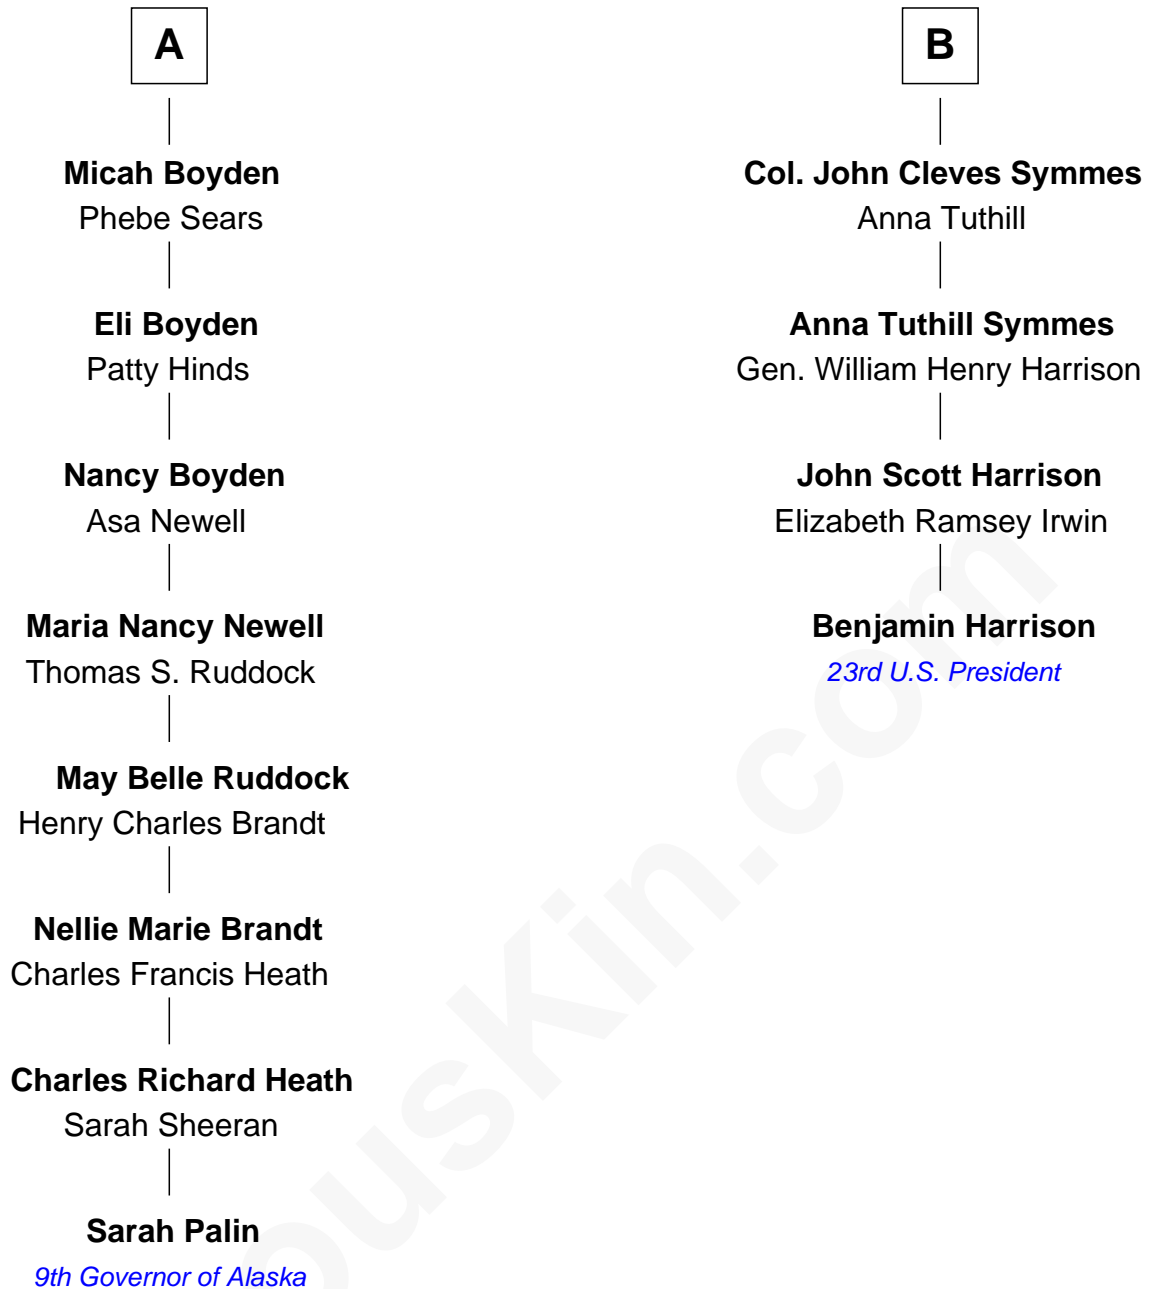 A
Micah Boyden
Phebe Sears
Eli Boyden
Patty Hinds
Nancy Boyden
Asa Newell
Maria Nancy Newell
Thomas S. Ruddock
May Belle Ruddock
Henry Charles Brandt
Nellie Marie Brandt
Charles Francis Heath
Charles Richard Heath
Sarah Sheeran
Sarah Palin
9th Governor of Alaska
B
Col. John Cleves Symmes
Anna Tuthill
Anna Tuthill Symmes
Gen. William Henry Harrison
John Scott Harrison
Elizabeth Ramsey Irwin
Benjamin Harrison
23rd U.S. President
ousKin.com